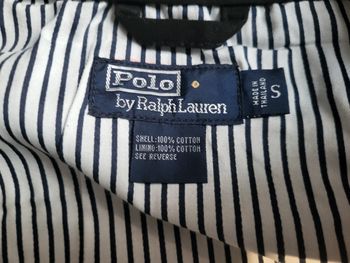 Polo
by Ralph Lauren
MADE IN
THAILAND
S
SHELL:100% COTTON
LINING:100% COTTON
SEE REVERSE